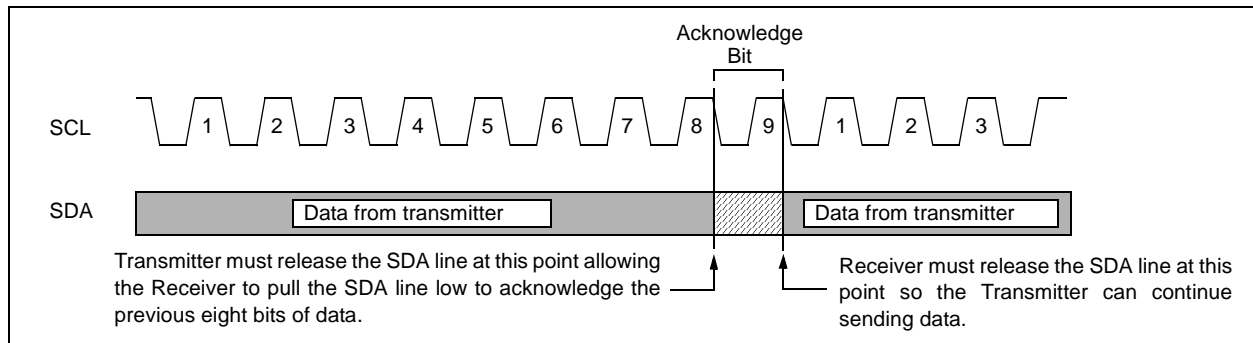 Acknowledge
Bit
SCL 1 2 3 4 5 6 7 8 9 1 2 3
SDA Data from transmitter Data from transmitter
Transmitter must release the SDA line at this point allowing
the Receiver to pull the SDA line low to acknowledge the
previous eight bits of data.
Receiver must release the SDA line at this
point so the Transmitter can continue
sending data.